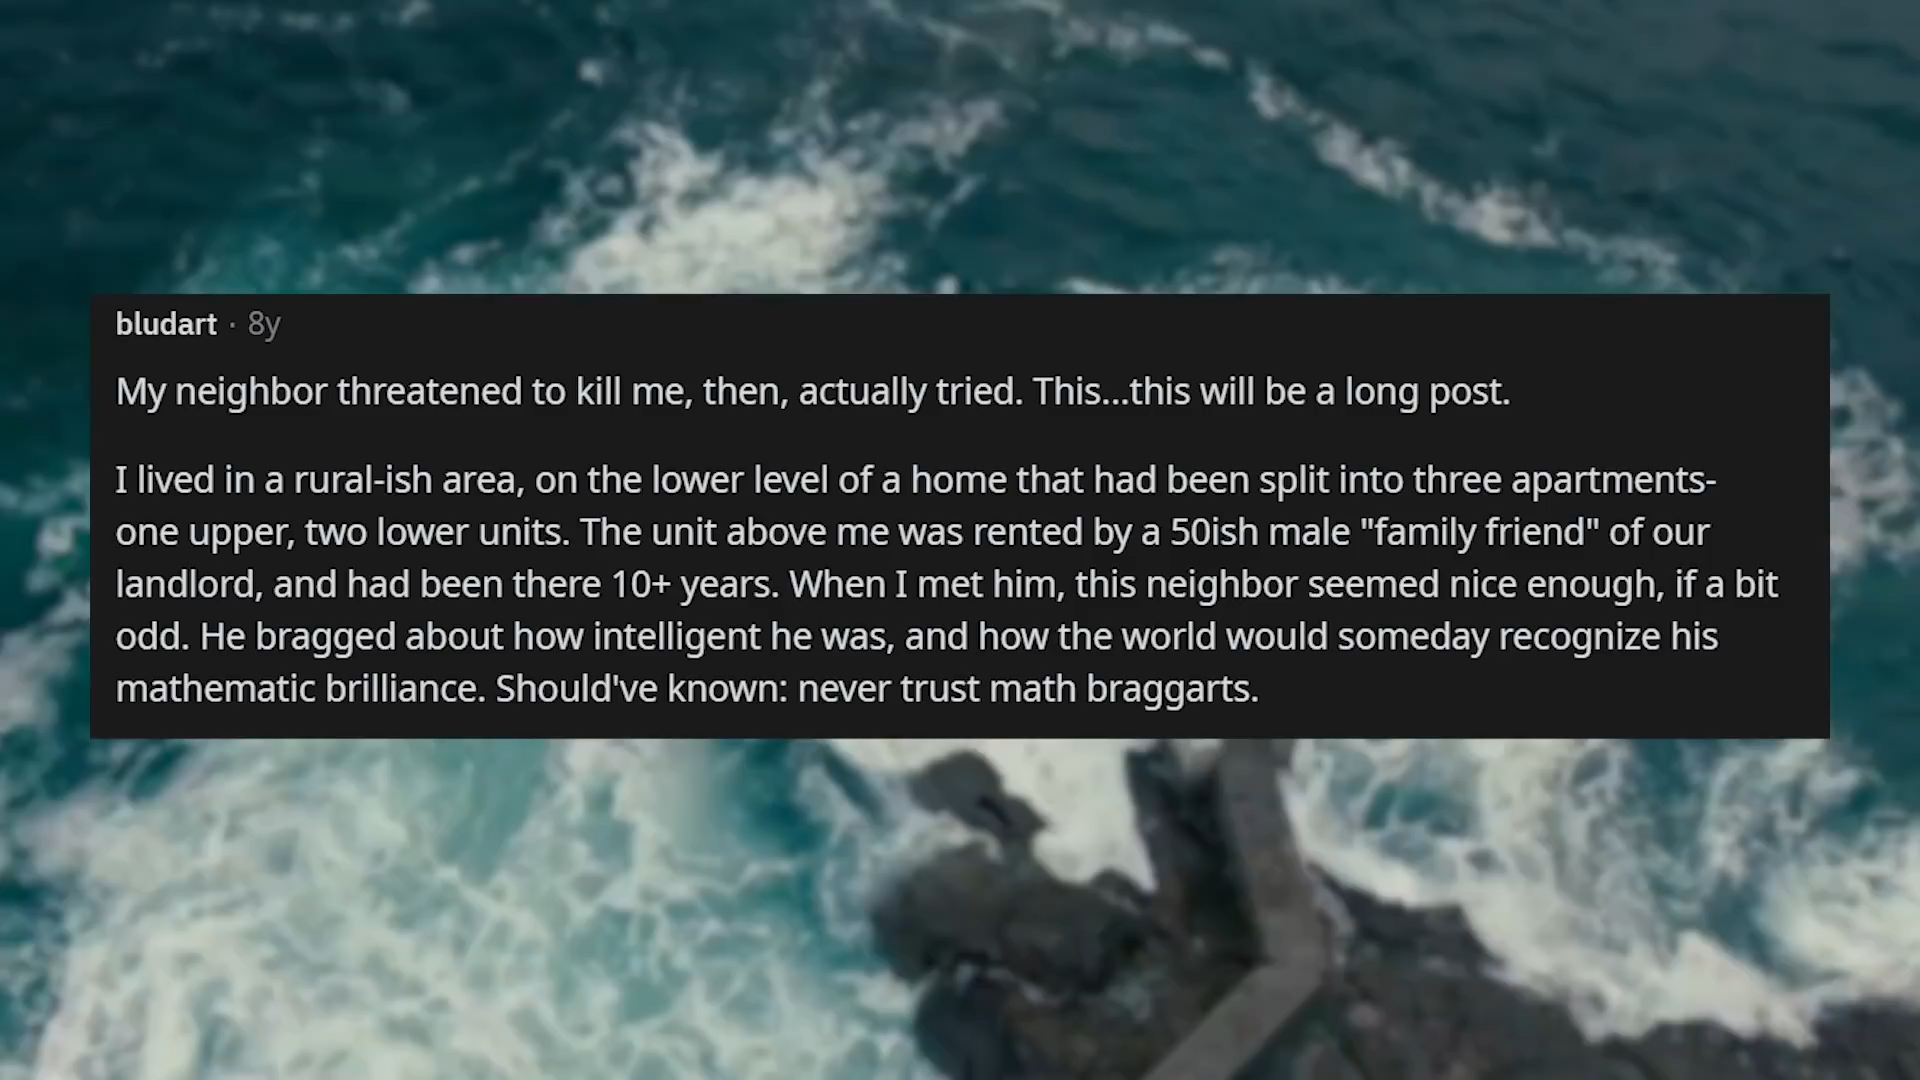 bludart · 8y
My neighbor threatened to kill me, then, actually tried. This...this will be a long post.
I lived in a rural-ish area, on the lower level of a home that had been split into three apartments-
one upper, two lower units. The unit above me was rented by a 50ish male "family friend" of our
landlord, and had been there 10+ years. When I met him, this neighbor seemed nice enough, if a bit
odd. He bragged about how intelligent he was, and how the world would someday recognize his
mathematic brilliance. Should've known: never trust math braggarts.